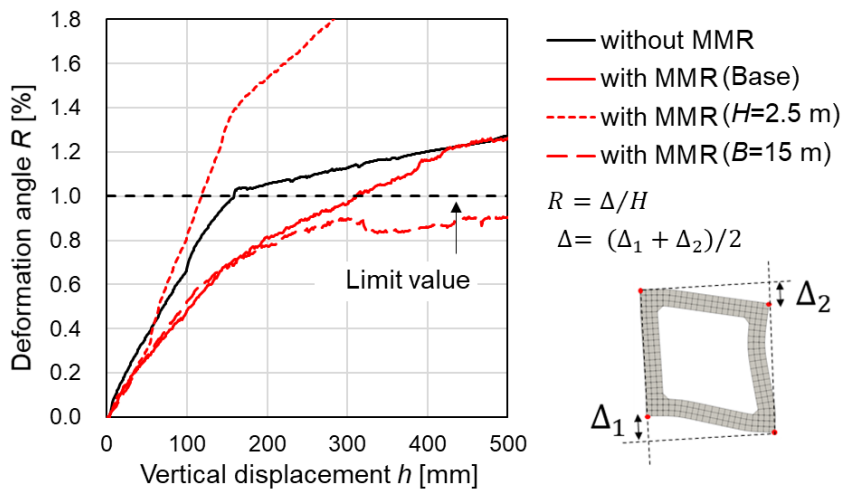 Deformation angle R [%]
1.8
1.6
1.4
1.2
1.0
0.8
0.6
0.4
0.2
0.0
0
100
200
300
400
500
Vertical displacement h [mm]
Limit value
without MMR
with MMR (Base)
with MMR (H=2.5 m)
with MMR (B=15 m)
R = Δ/H
Δ= (Δ₁ + Δ₂)/2
Δ₂
Δ₁